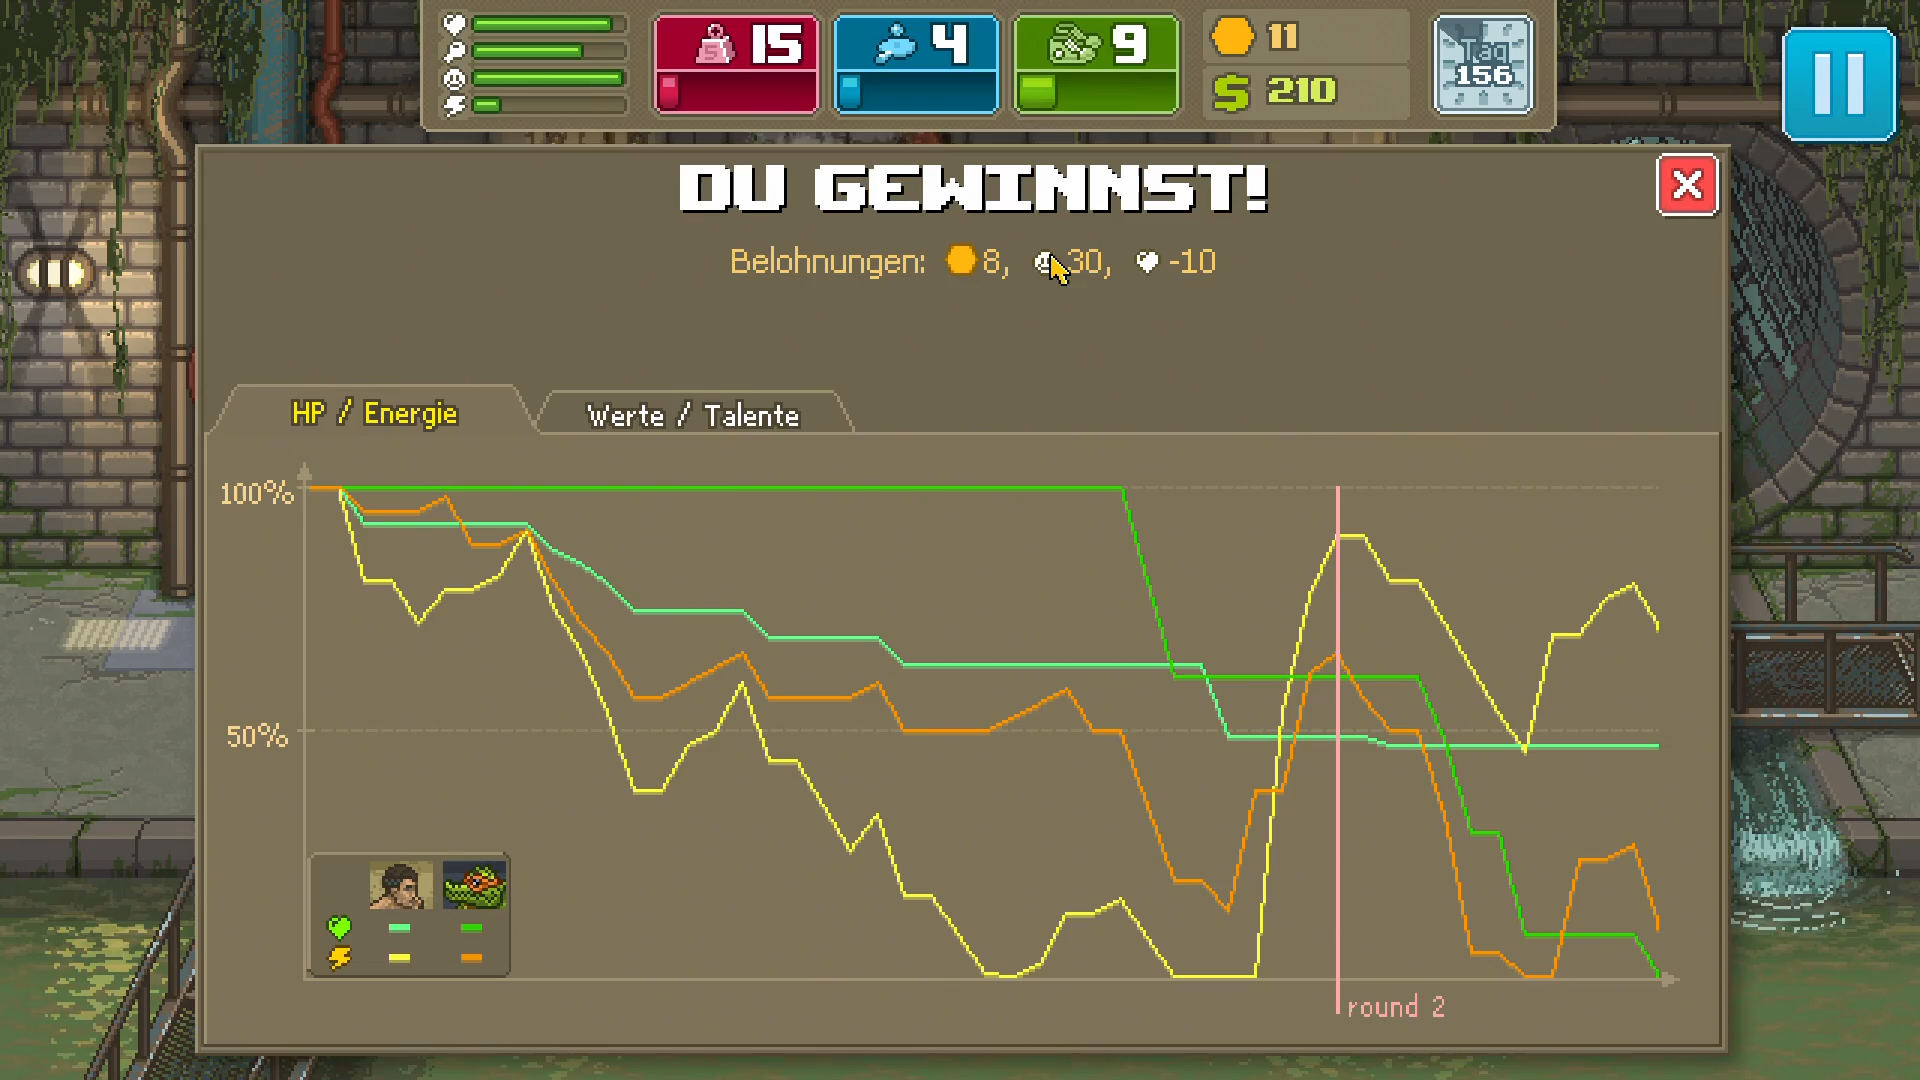 15
4
9
11
210
Tag
156
DU GEWINNST!
Belohnungen: 8, 30, -10
HP / Energie
Werte / Talente
100%
50%
round 2